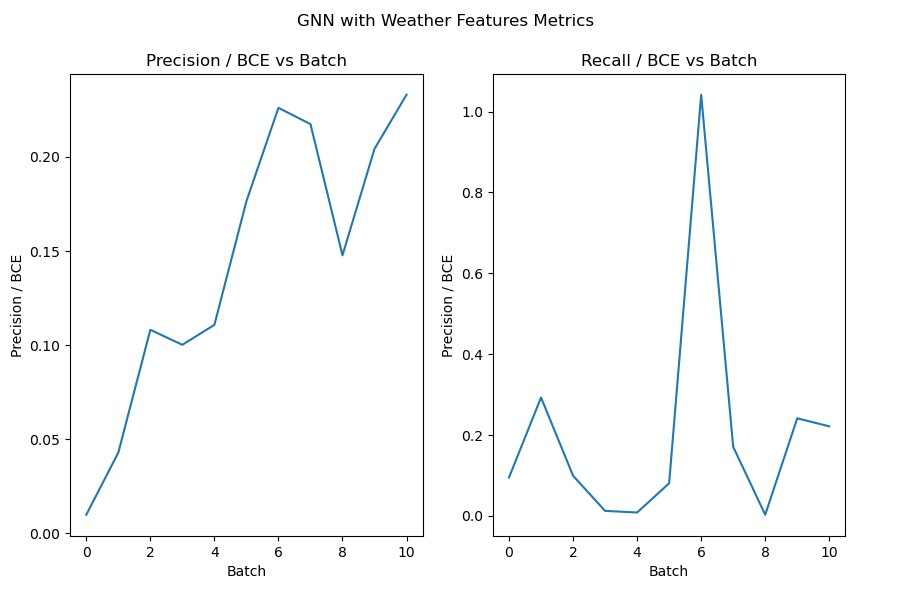 GNN with Weather Features Metrics
Precision / BCE vs Batch
Precision / BCE
0.20
0.15
0.10
0.05
0.00
0 2 4 6 8 10
Batch
Recall / BCE vs Batch
Precision / BCE
1.0
0.8
0.6
0.4
0.2
0.0
0 2 4 6 8 10
Batch